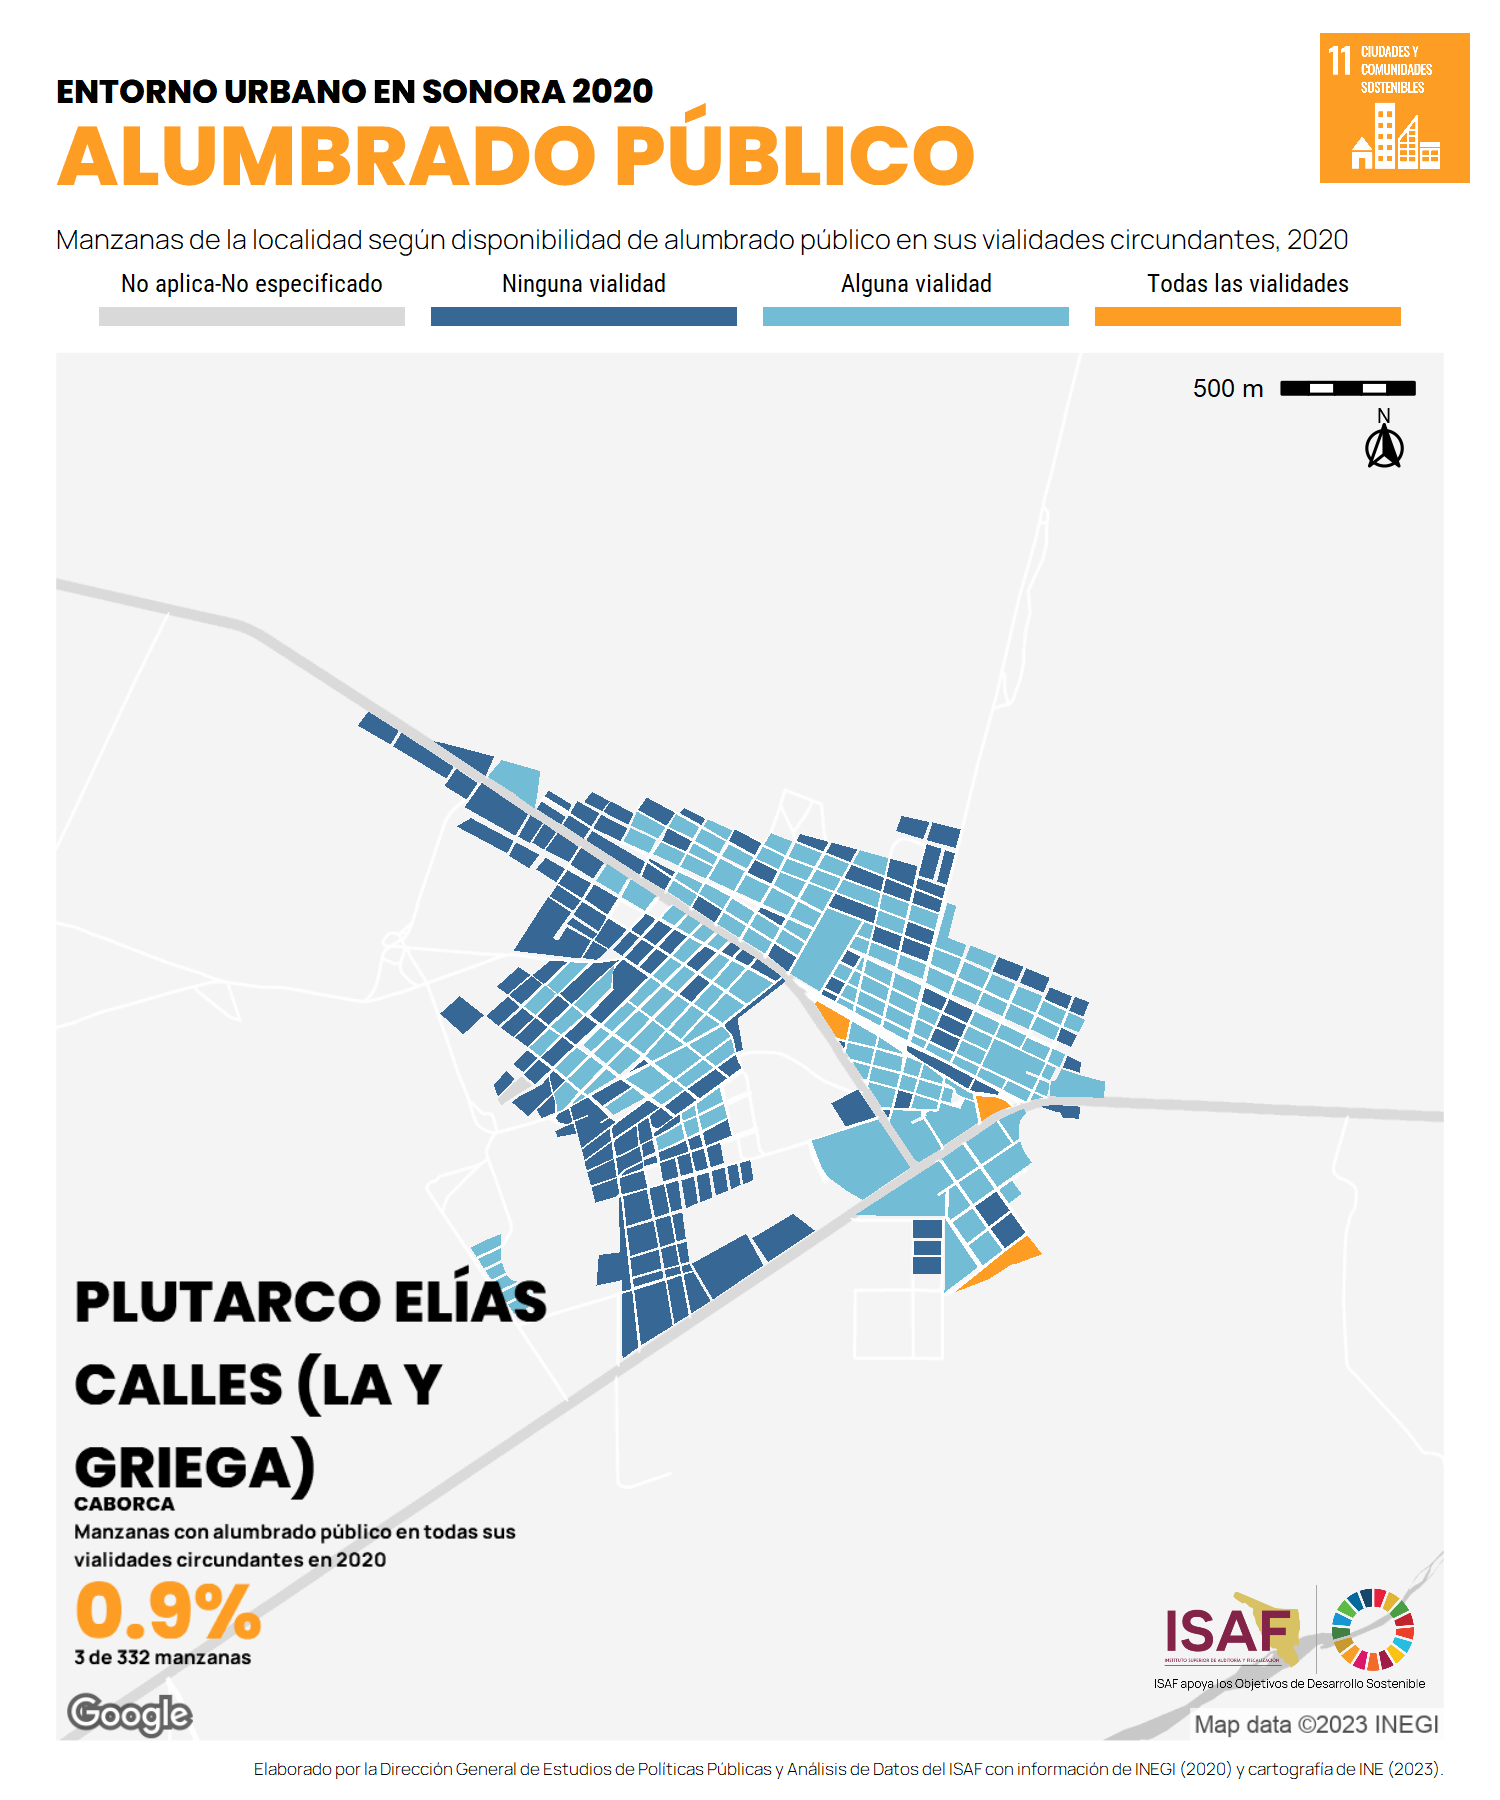 11 CIUDADES Y
COMUNIDADES
SOSTENIBLES
ENTORNO URBANO EN SONORA 2020
ALUMBRADO PÚBLICO
Manzanas de la localidad según disponibilidad de alumbrado público en sus vialidades circundantes, 2020
No aplica-No especificado
Ninguna vialidad
Alguna vialidad
Todas las vialidades
500 m
N
PLUTARCO ELÍAS
CALLES (LA Y
GRIEGA)
CABORCA
Manzanas con alumbrado público en todas sus
vialidades circundantes en 2020
0.9%
3 de 332 manzanas
Google
ISAF
INSTITUTO SUPERIOR DE AUDITORÍA Y FISCALIZACIÓN
ISAF apoya los Objetivos de Desarrollo Sostenible
Map data ©2023 INEGI
Elaborado por la Dirección General de Estudios de Políticas Públicas y Análisis de Datos del ISAF con información de INEGI (2020) y cartografía de INE (2023).